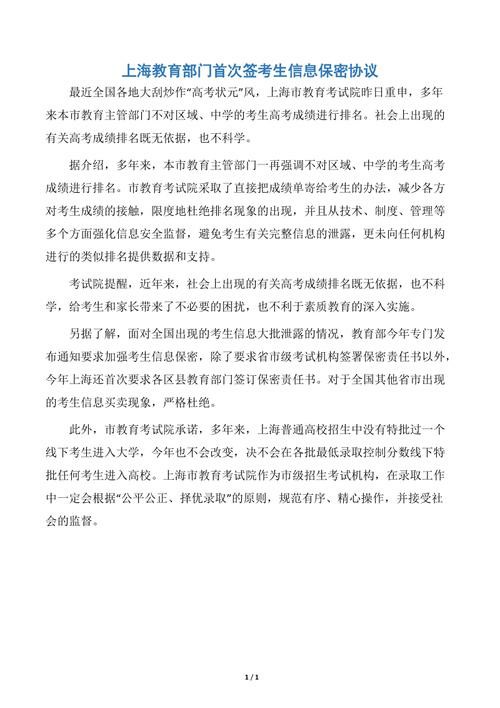 上海教育部门首次签考生信息保密协议
最近全国各地大刮炒作“高考状元”风，上海市教育考试院昨日重申，多年
来本市教育主管部门不对区域、中学的考生高考成绩进行排名。社会上出现的
有关高考成绩排名既无依据，也不科学。
据介绍，多年来，本市教育主管部门一再强调不对区域、中学的考生高考
成绩进行排名。市教育考试院采取了直接把成绩单寄给考生的办法，减少各方
对考生成绩的接触，限度地杜绝排名现象的出现，并且从技术、制度、管理等
多个方面强化信息安全监督，避免考生有关完整信息的泄露，更未向任何机构
进行的类似排名提供数据和支持。
考试院提醒，近年来，社会上出现的有关高考成绩排名既无依据，也不科
学，给考生和家长带来了不必要的困扰，也不利于素质教育的深入实施。
另据了解，面对全国出现的考生信息大批泄露的情况，教育部今年专门发
布通知要求加强考生信息保密，除了要求省市级考试机构签署保密责任书以外，
今年上海还首次要求各区县教育部门签订保密责任书。对于全国其他省市出现
的考生信息买卖现象，严格杜绝。
此外，市教育考试院承诺，多年来，上海普通高校招生中没有特批过一个
线下考生进入大学，今年也不会改变，决不会在各批最低录取控制分数线下特
批任何考生进入高校。上海市教育考试院作为市级招生考试机构，在录取工作
中一定会根据“公平公正、择优录取”的原则，规范有序、精心操作，并接受社
会的监督。
1 / 1